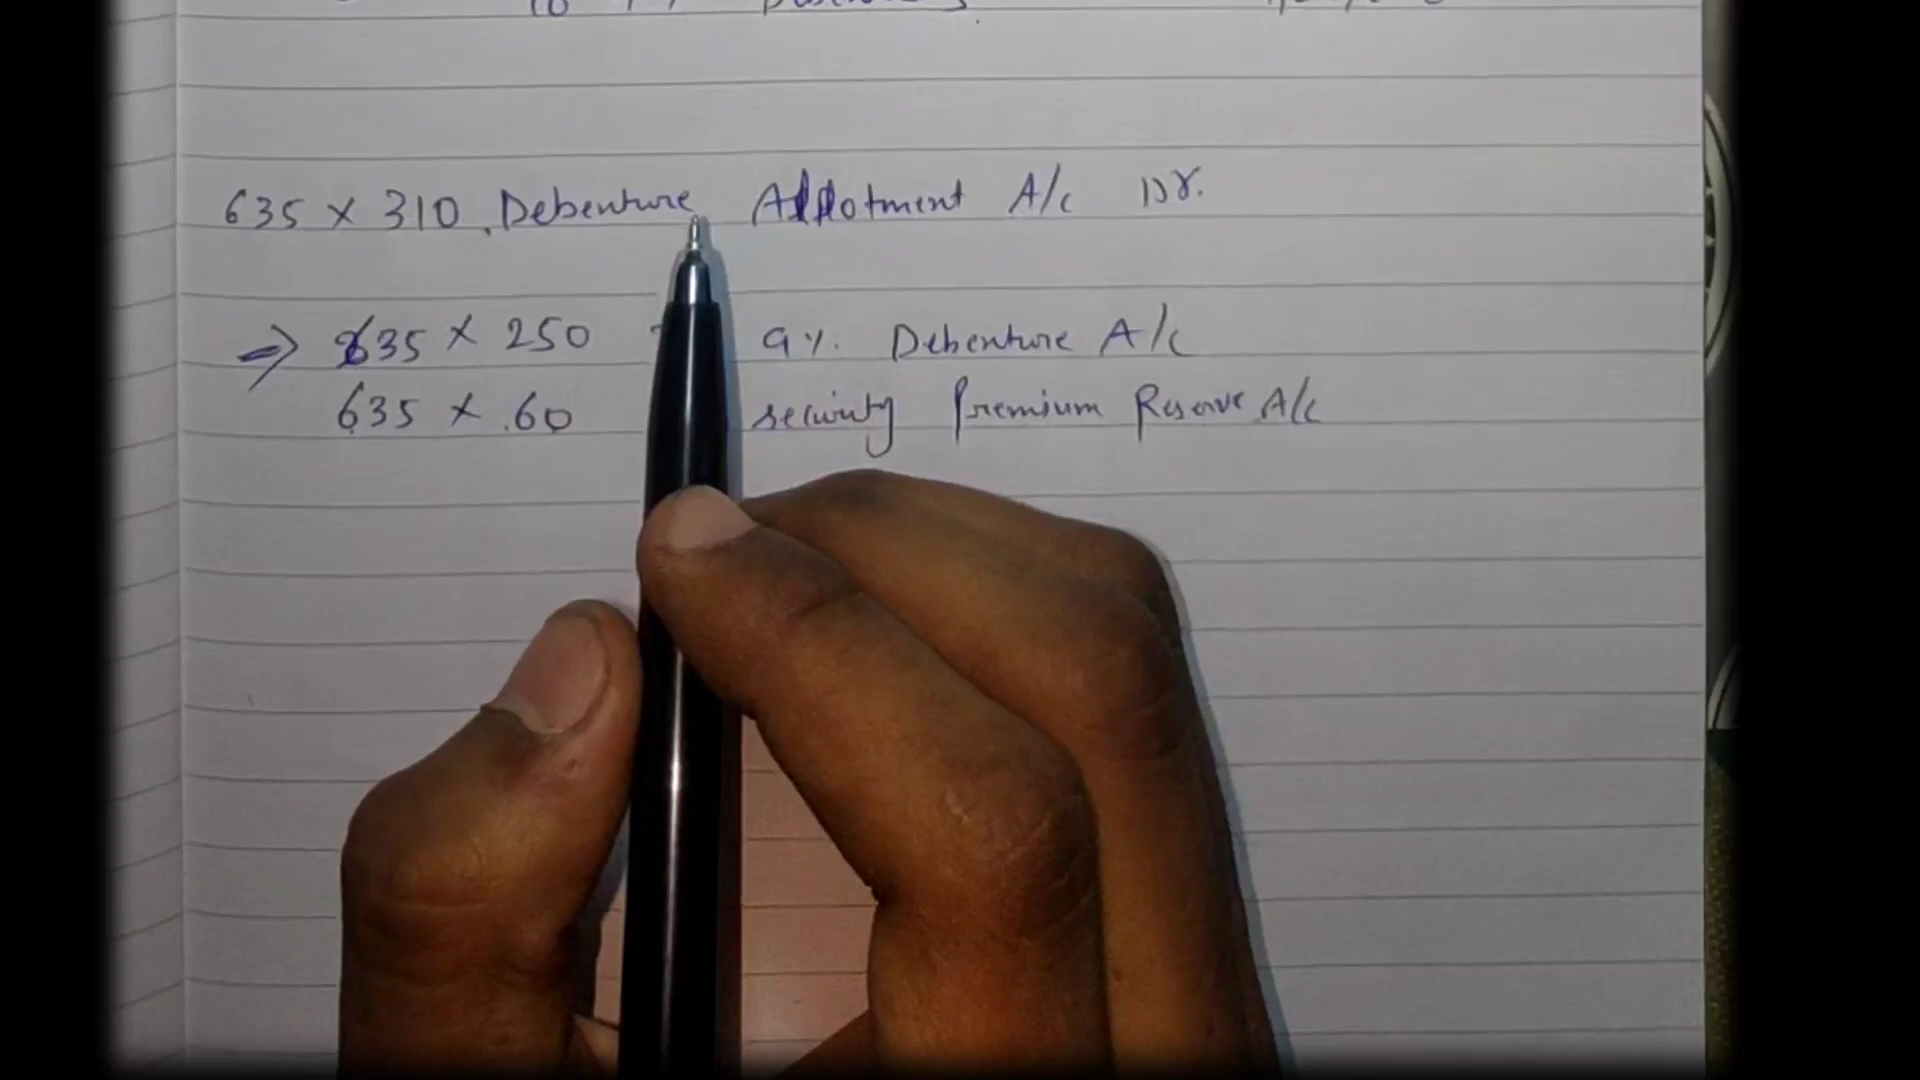 635 x 310 Debenture Allotment A/c Dr.
⇒ 635 x 250 9%. Debenture A/c
635 x 60 security Premium Reserve A/c